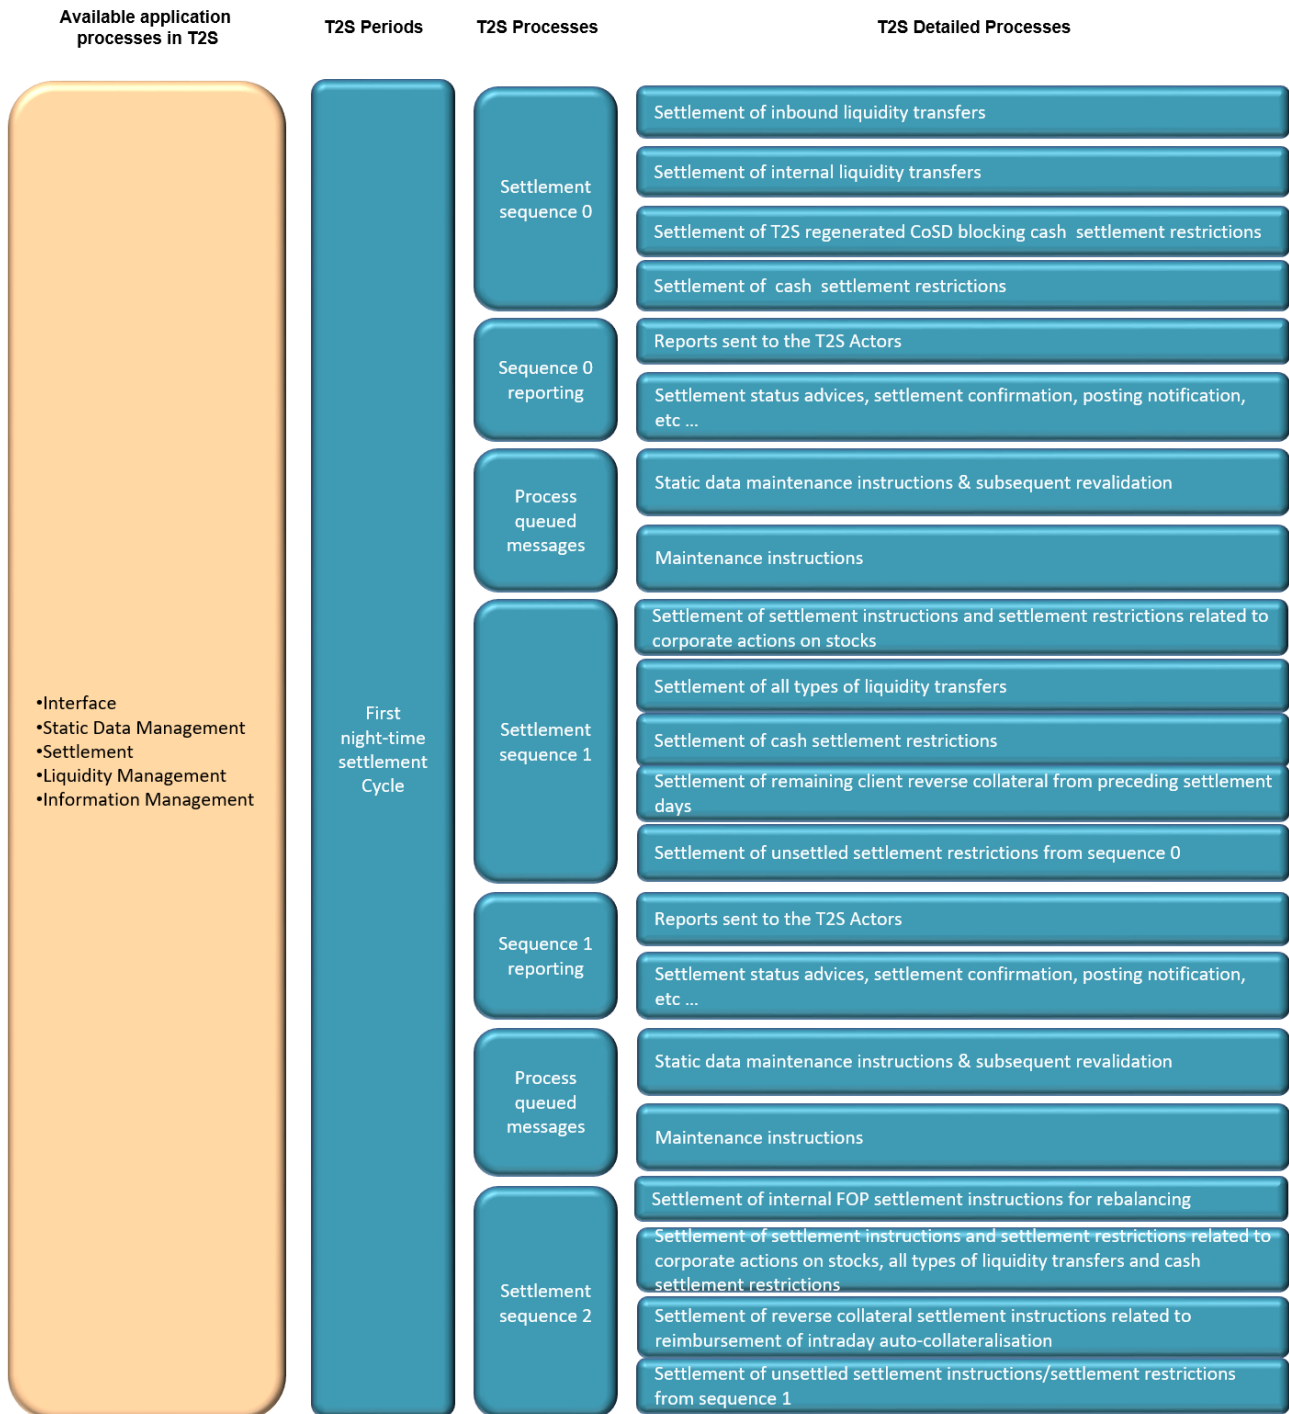 Available application
processes in T2S
T2S Periods
T2S Processes
T2S Detailed Processes
•Interface
•Static Data Management
•Settlement
•Liquidity Management
•Information Management
First
night-time
settlement
Cycle
Settlement
sequence 0
Settlement of inbound liquidity transfers
Settlement of internal liquidity transfers
Settlement of T2S regenerated CoSD blocking cash settlement restrictions
Settlement of cash settlement restrictions
Sequence 0
reporting
Reports sent to the T2S Actors
Settlement status advices, settlement confirmation, posting notification,
etc ...
Process
queued
messages
Static data maintenance instructions & subsequent revalidation
Maintenance instructions
Settlement
sequence 1
Settlement of settlement instructions and settlement restrictions related to
corporate actions on stocks
Settlement of all types of liquidity transfers
Settlement of cash settlement restrictions
Settlement of remaining client reverse collateral from preceding settlement
days
Settlement of unsettled settlement restrictions from sequence 0
Sequence 1
reporting
Reports sent to the T2S Actors
Settlement status advices, settlement confirmation, posting notification,
etc ...
Process
queued
messages
Static data maintenance instructions & subsequent revalidation
Maintenance instructions
Settlement
sequence 2
Settlement of internal FOP settlement instructions for rebalancing
Settlement of settlement instructions and settlement restrictions related to
corporate actions on stocks, all types of liquidity transfers and cash
settlement restrictions
Settlement of reverse collateral settlement instructions related to
reimbursement of intraday auto-collateralisation
Settlement of unsettled settlement instructions/settlement restrictions
from sequence 1